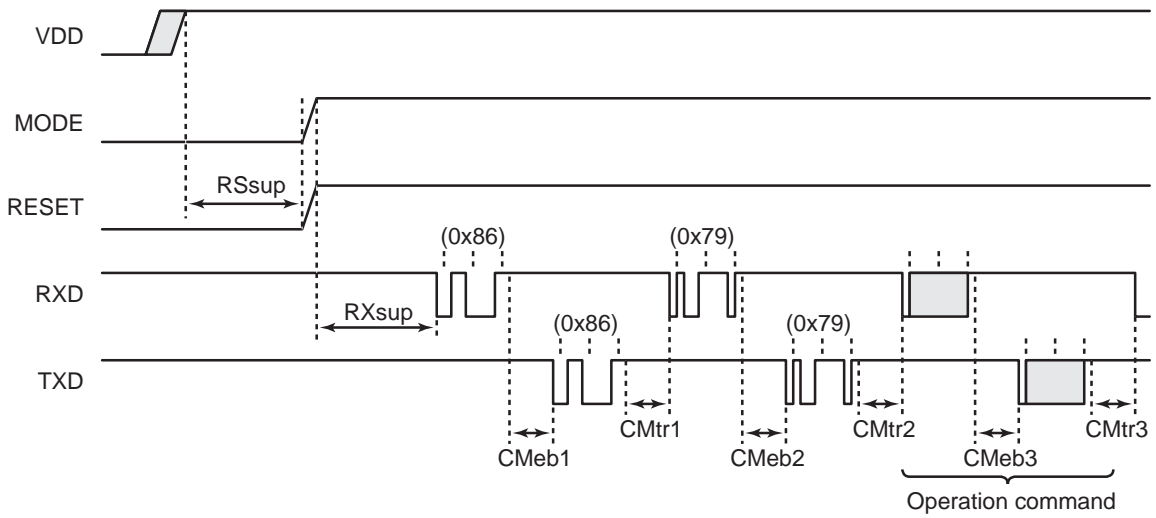 VDD
MODE
RSsup
RESET
(0x86) (0x79)
RXD
RXsup
(0x86) (0x79)
TXD
CMtr1 CMtr2 CMtr3
CMeb1 CMeb2 CMeb3
Operation command